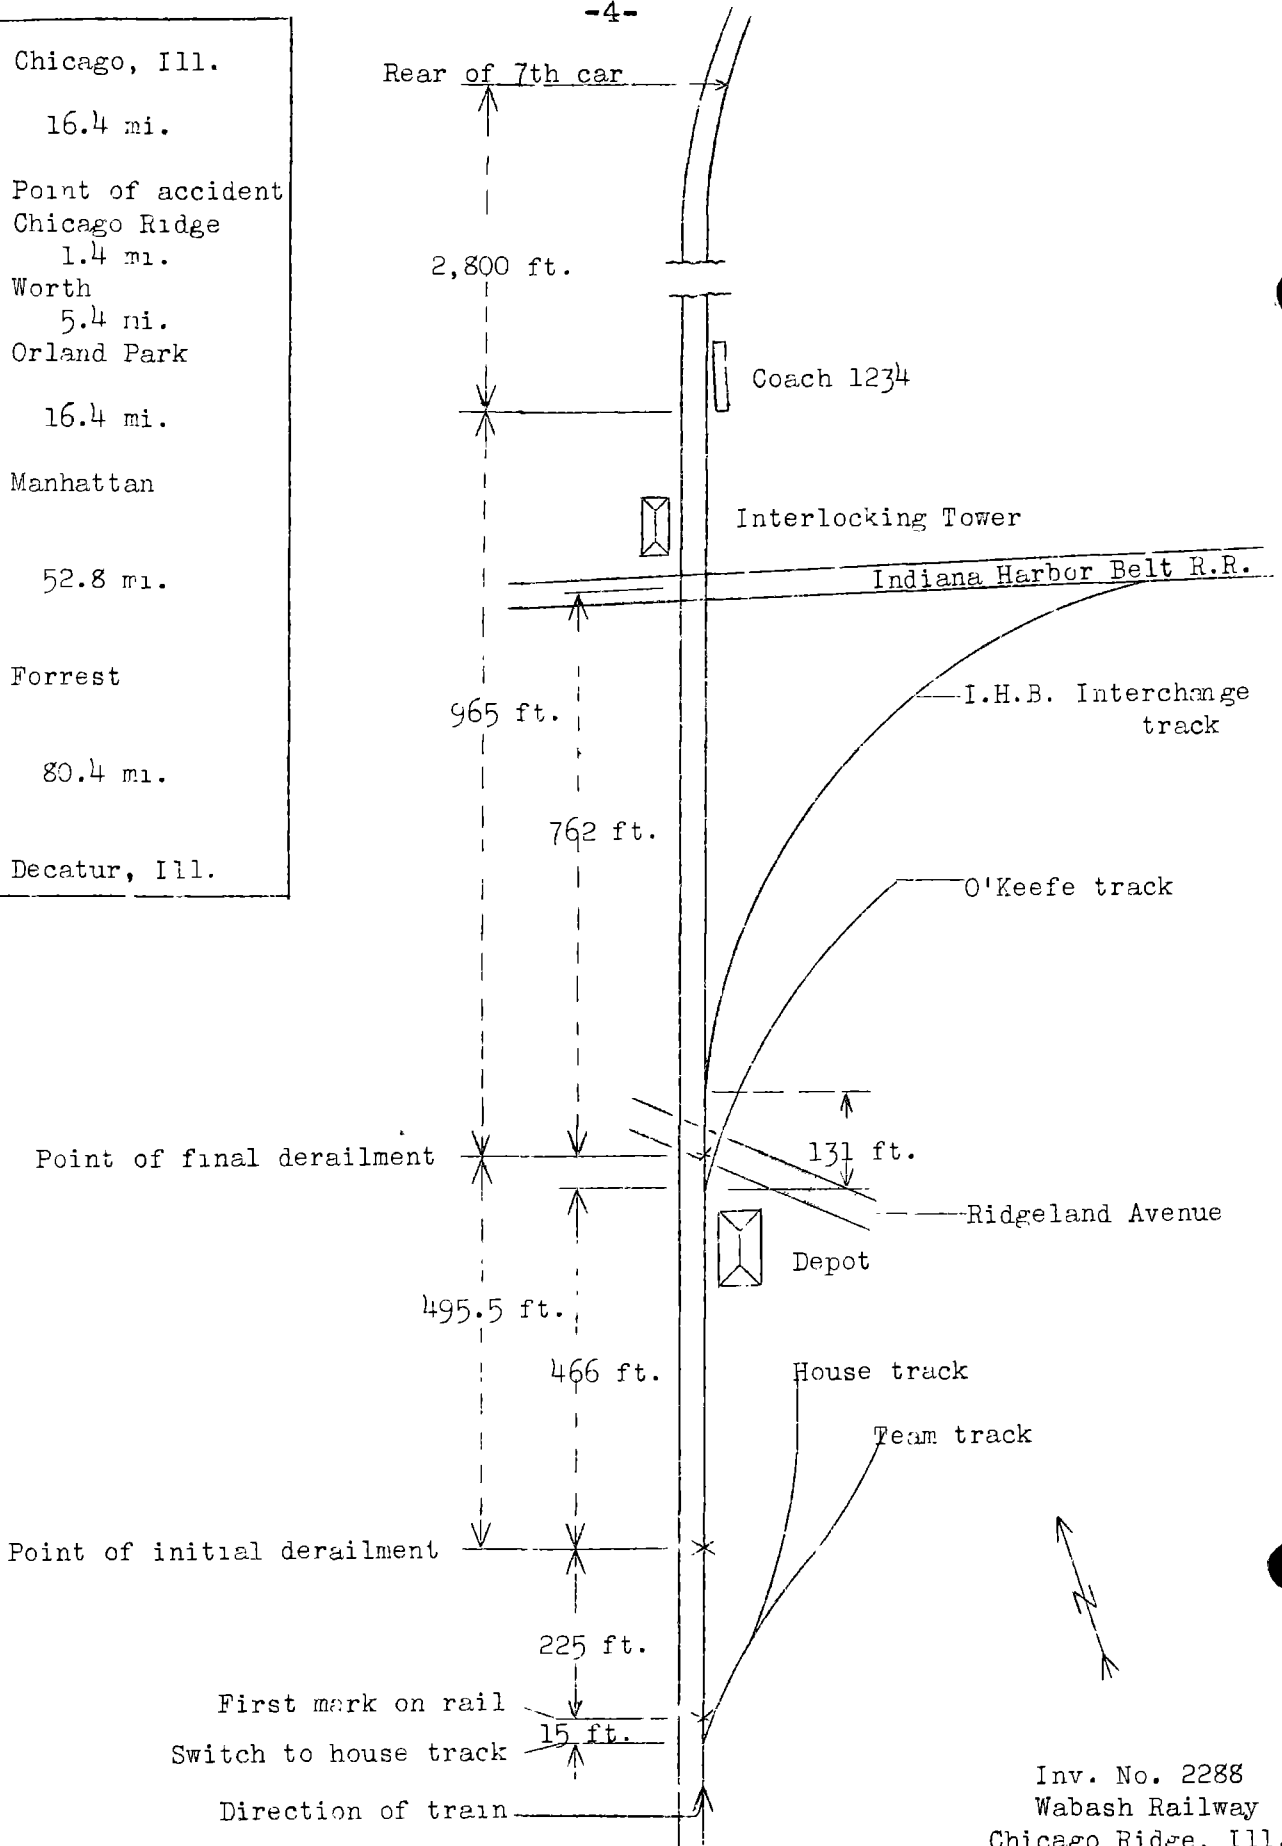 -4-
Chicago, Ill.
16.4 mi.
Point of accident
Chicago Ridge
1.4 mi.
Worth
5.4 mi.
Orland Park
16.4 mi.
Manhattan
52.8 mi.
Forrest
80.4 mi.
Decatur, Ill.
Rear of 7th car
2,800 ft.
Coach 1234
Interlocking Tower
Indiana Harbor Belt R.R.
965 ft.
I.H.B. Interchange
track
762 ft.
O'Keefe track
Point of final derailment
131 ft.
Ridgeland Avenue
Depot
495.5 ft.
466 ft.
House track
Team track
Point of initial derailment
N
225 ft.
First mark on rail
15 ft.
Switch to house track
Direction of train
Inv. No. 2288
Wabash Railway
Chicago Ridge, Ill.